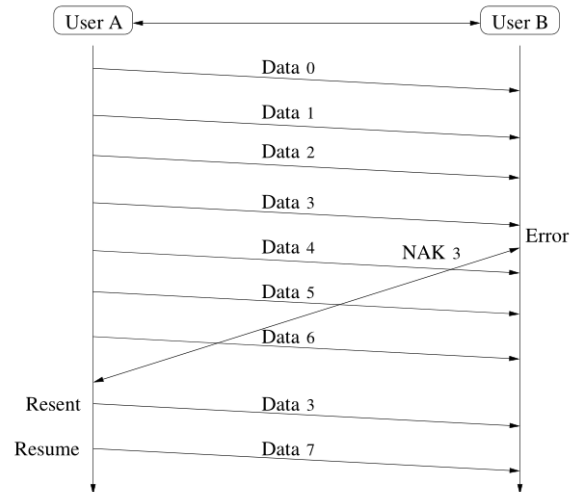 User A
User B
Data 0
Data 1
Data 2
Data 3
Error
Data 4
NAK 3
Data 5
Data 6
Resent
Data 3
Resume
Data 7